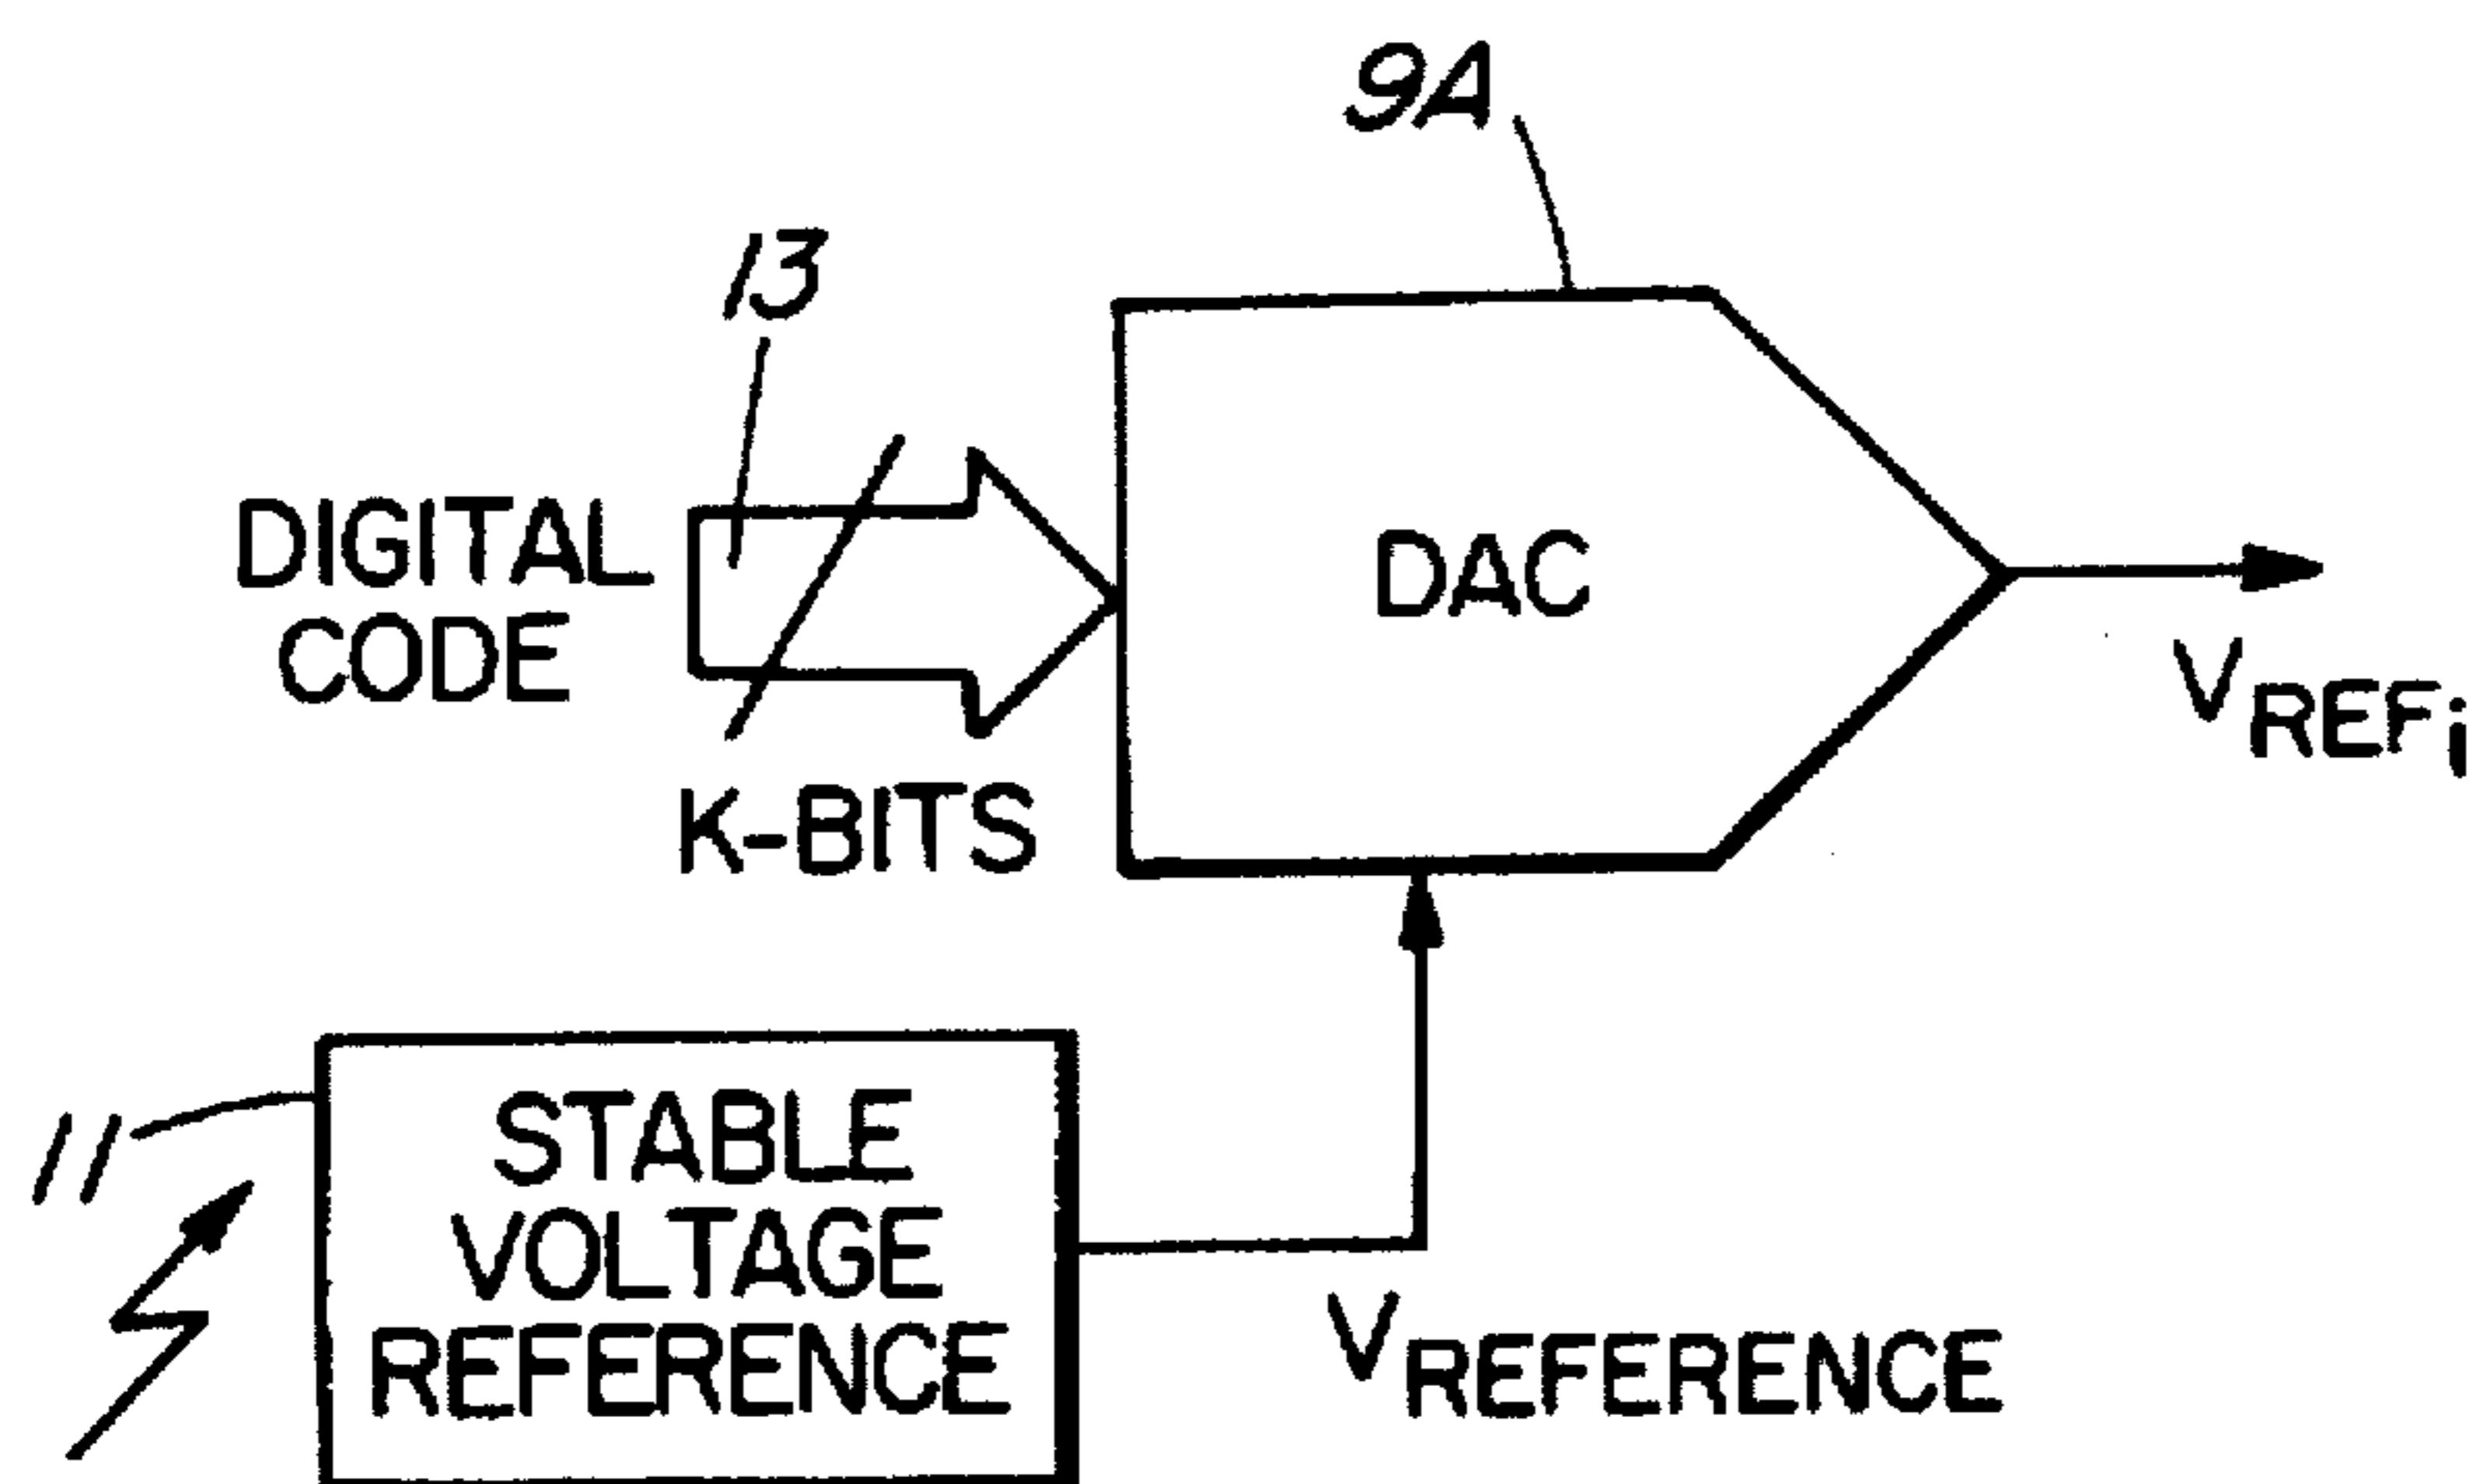 9A
13
DIGITAL
CODE
DAC
VREFi
K-BITS
11
STABLE
VOLTAGE
REFERENCE
VREFERENCE